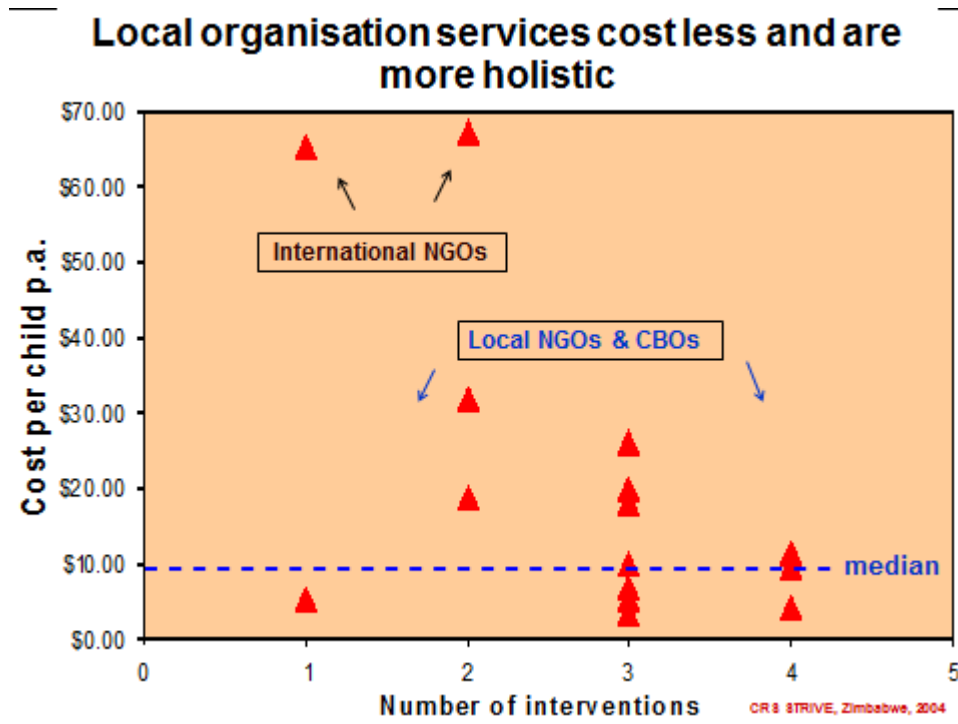 Local organisation services cost less and are
more holistic
$70.00
$60.00
$50.00
$40.00
$30.00
$20.00
$10.00
$0.00
Cost per child p.a.
International NGOs
Local NGOs & CBOs
median
0
1
2
3
4
5
Number of interventions
CRS STRIVE, Zimbabwe, 2004